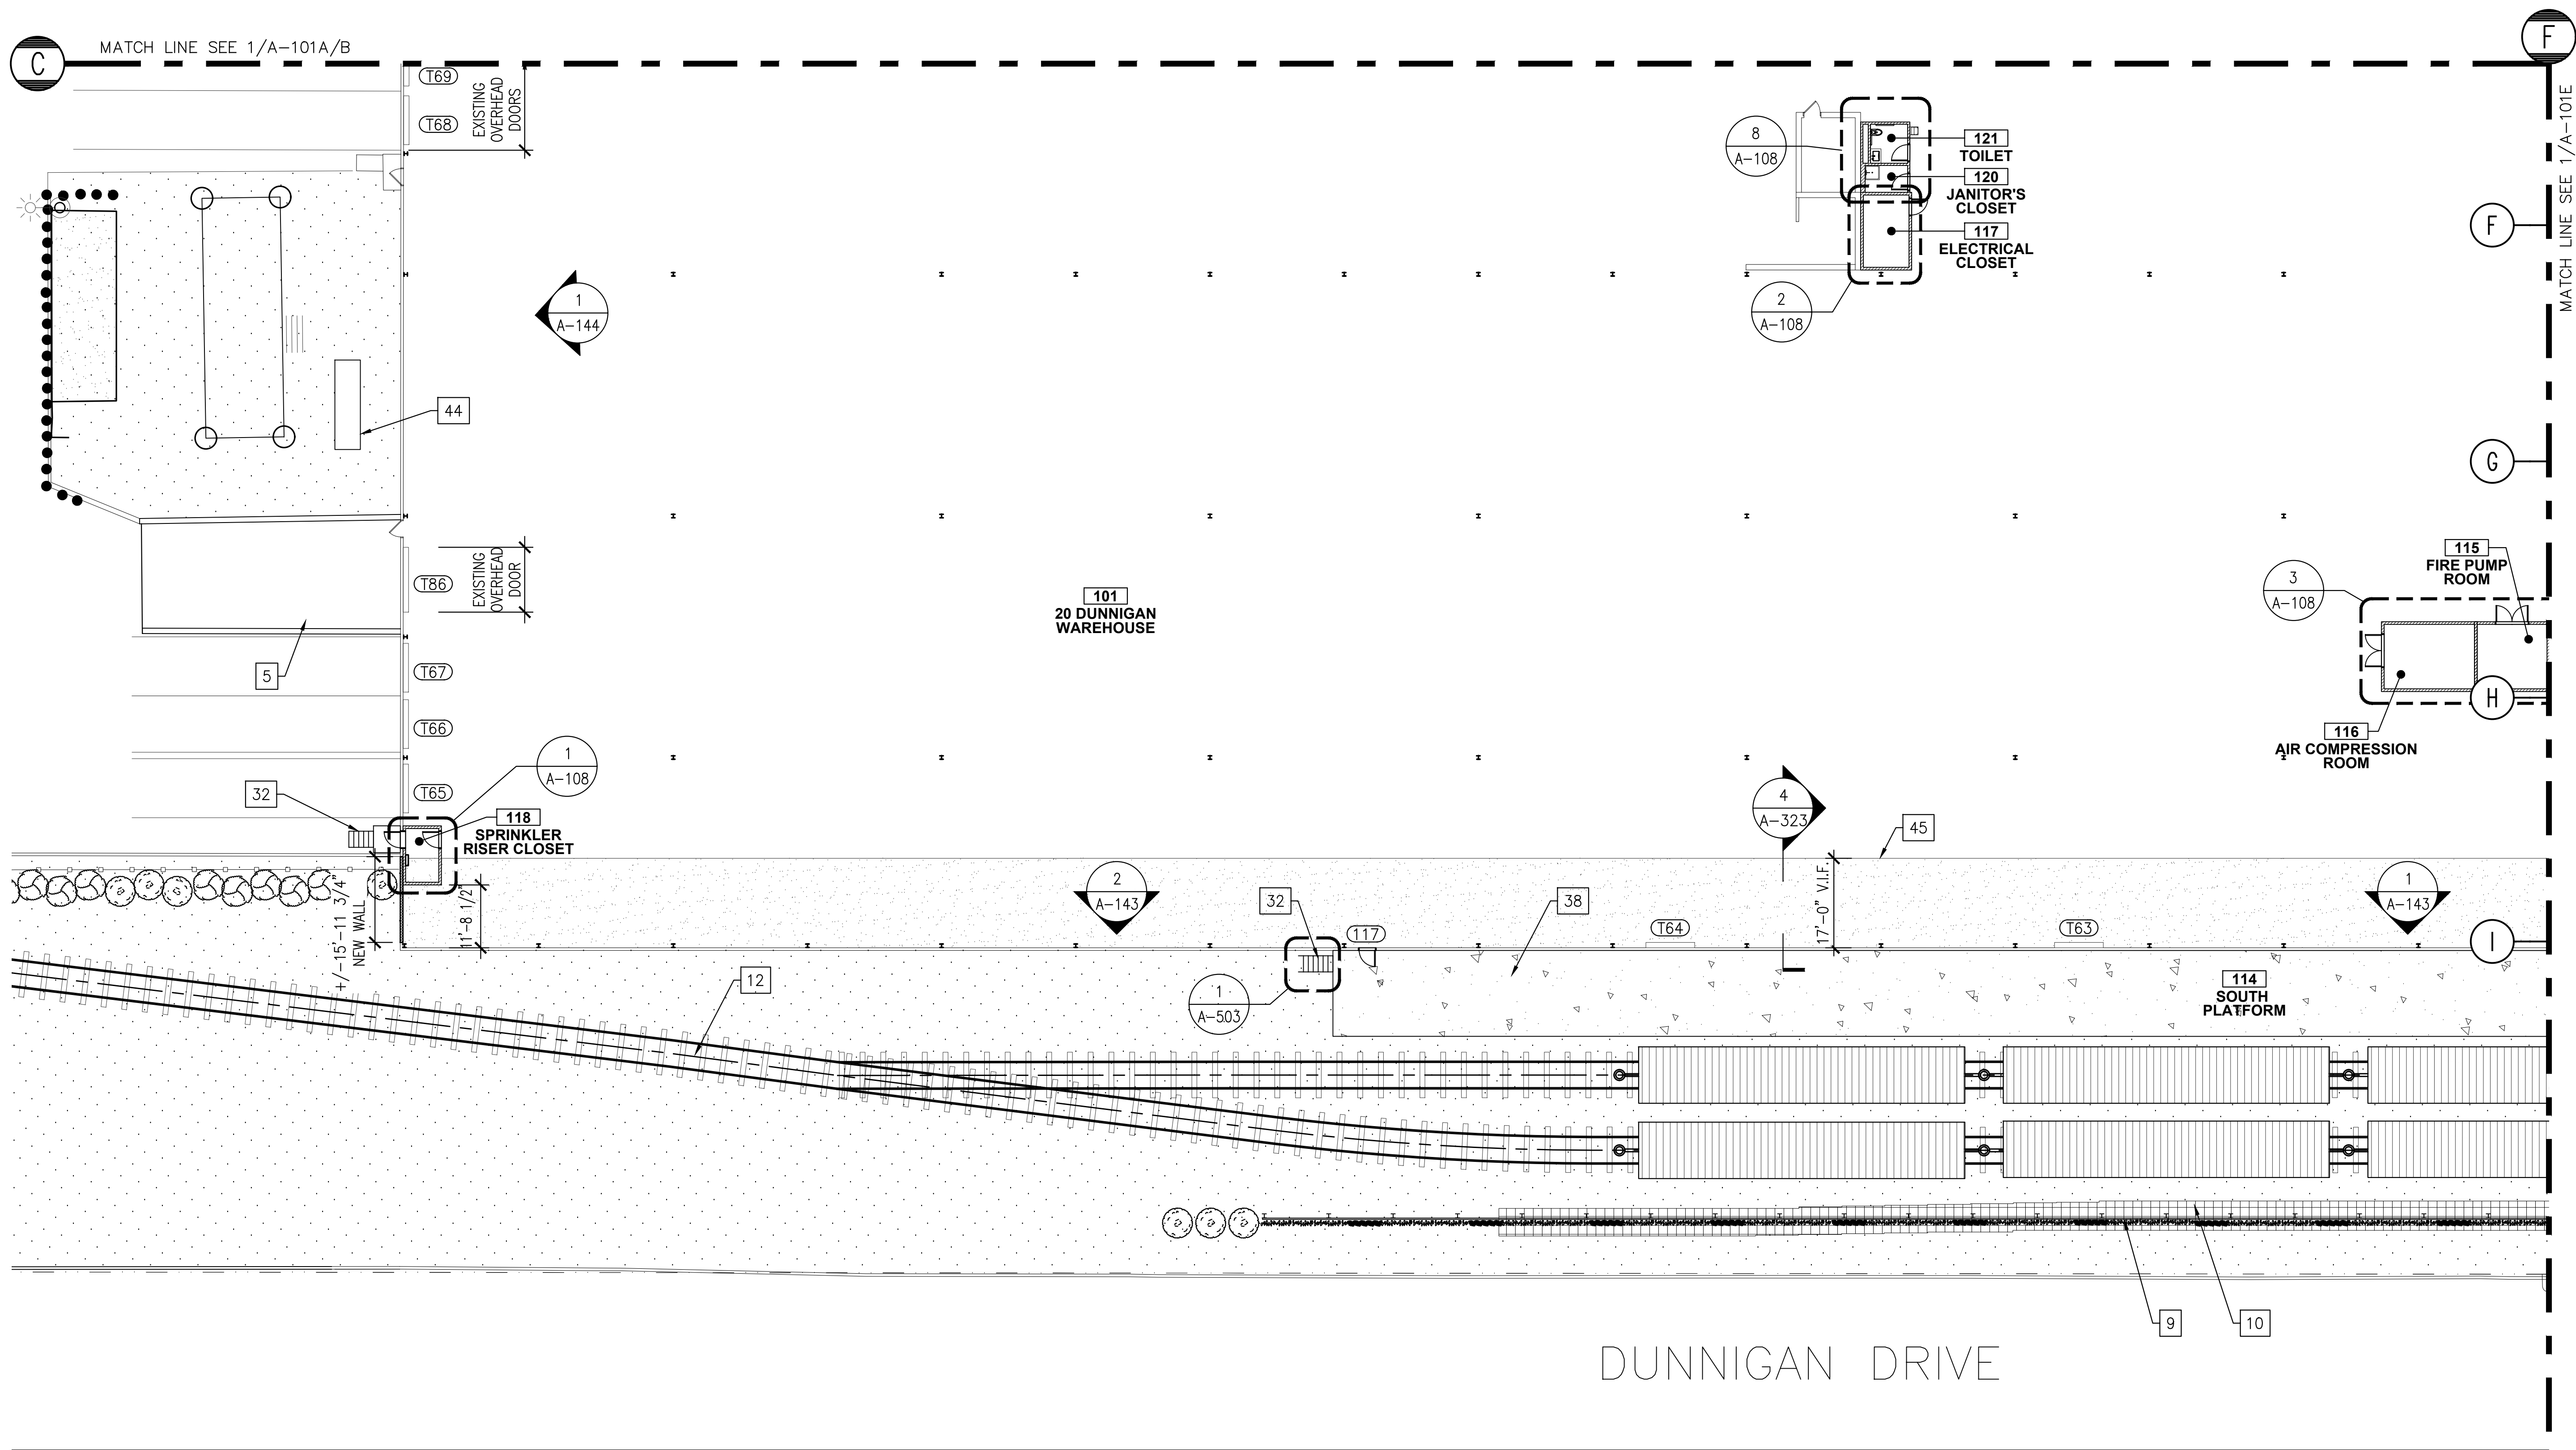 C
MATCH LINE SEE 1/A-101A/B
F
MATCH LINE SEE 1/A-101E
T69
T68
EXISTING
OVERHEAD
DOORS
8
A-108
121
TOILET
120
JANITOR'S
CLOSET
117
ELECTRICAL
CLOSET
2
A-108
F
1
A-144
44
G
T86
EXISTING
OVERHEAD
DOOR
101
20 DUNNIGAN
WAREHOUSE
115
FIRE PUMP
ROOM
3
A-108
5
T67
T66
T65
H
116
AIR COMPRESSION
ROOM
1
A-108
32
118
SPRINKLER
RISER CLOSET
4
A-323
45
+/-15'-11 3/4"
NEW WALL
11'-8 1/2"
2
A-143
32
117
38
T64
17'-0" V.I.F.
T63
1
A-143
I
12
1
A-503
114
SOUTH
PLATFORM
9
10
DUNNIGAN DRIVE